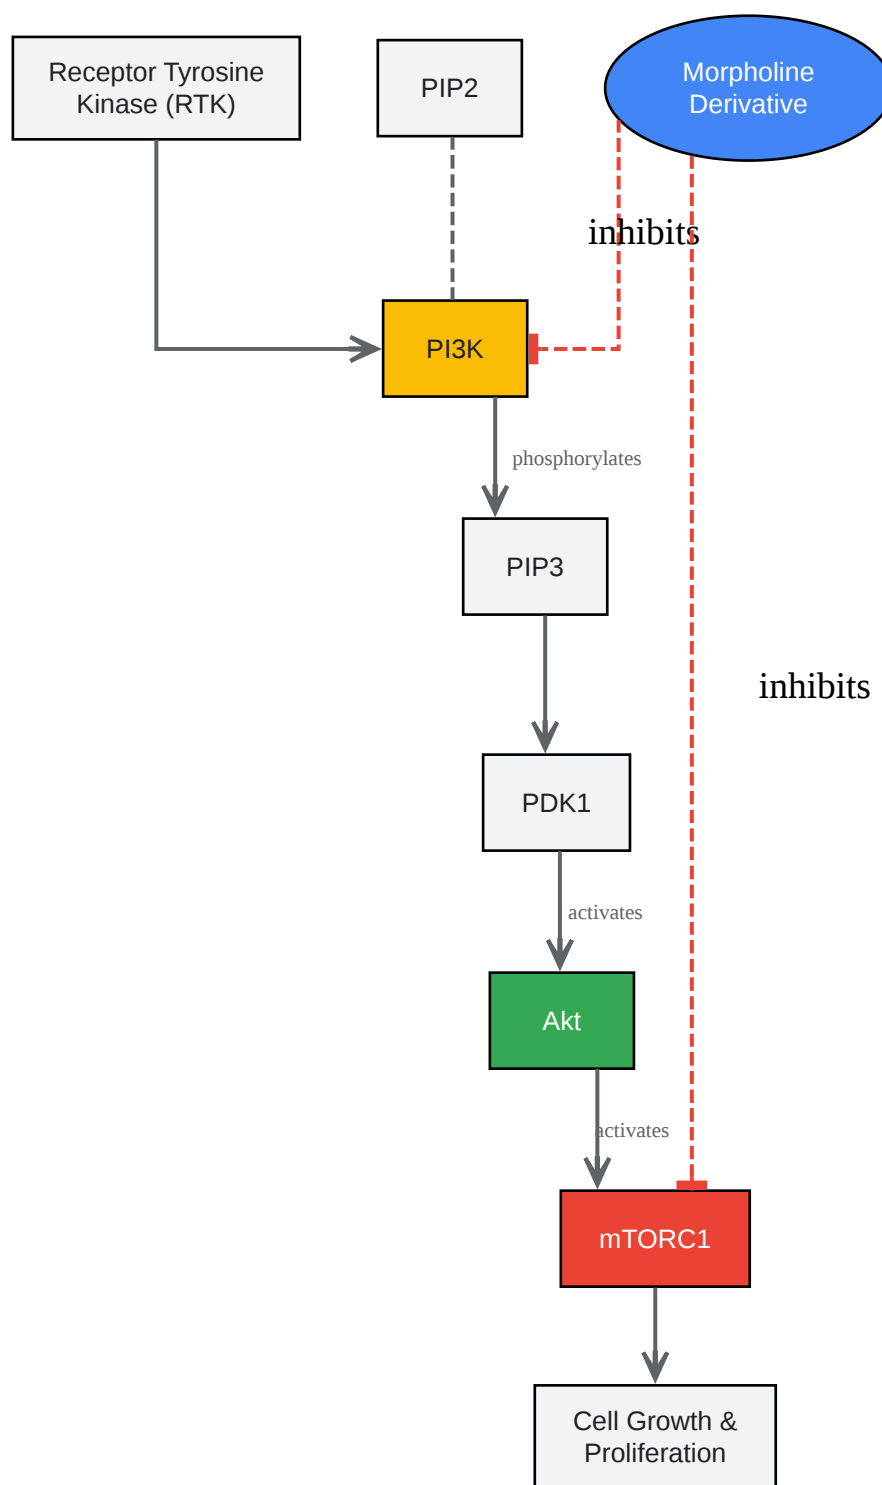 Receptor Tyrosine
Kinase (RTK)
PIP2
Morpholine
Derivative
inhibits
PI3K
phosphorylates
PIP3
inhibits
PDK1
activates
Akt
activates
mTORC1
Cell Growth &
Proliferation